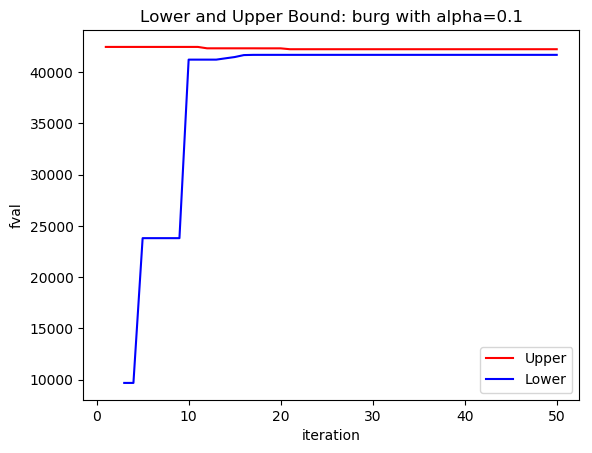 Lower and Upper Bound: burg with alpha=0.1
fval
40000
35000
30000
25000
20000
15000
10000
0 10 20 30 40 50
iteration
Upper
Lower